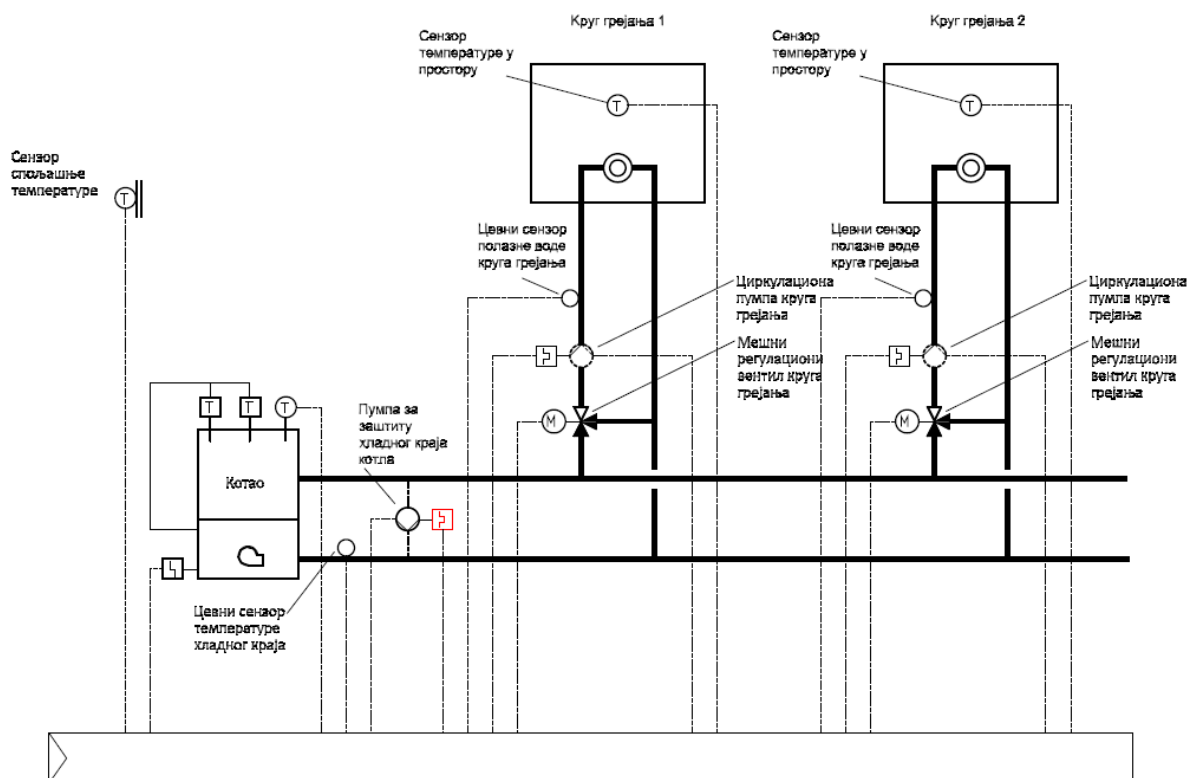 Круг грејања 1
Сензор
температуре у
простору
Т
Круг грејања 2
Сензор
температуре у
простору
Т
Сензор
спољашње
температуре
Т
Цевни сензор
полазне воде
круга грејања
Циркулациона
пумпа круга
грејања
Мешни
регулациони
вентил круга
грејања
М
Цевни сензор
полазне воде
круга грејања
Циркулациона
пумпа круга
грејања
Мешни
регулациони
вентил круга
грејања
М
Т
Т
Т
Котао
Пумпа за
заштиту
хладног краја
котла
Цевни сензор
температуре
хладног краја